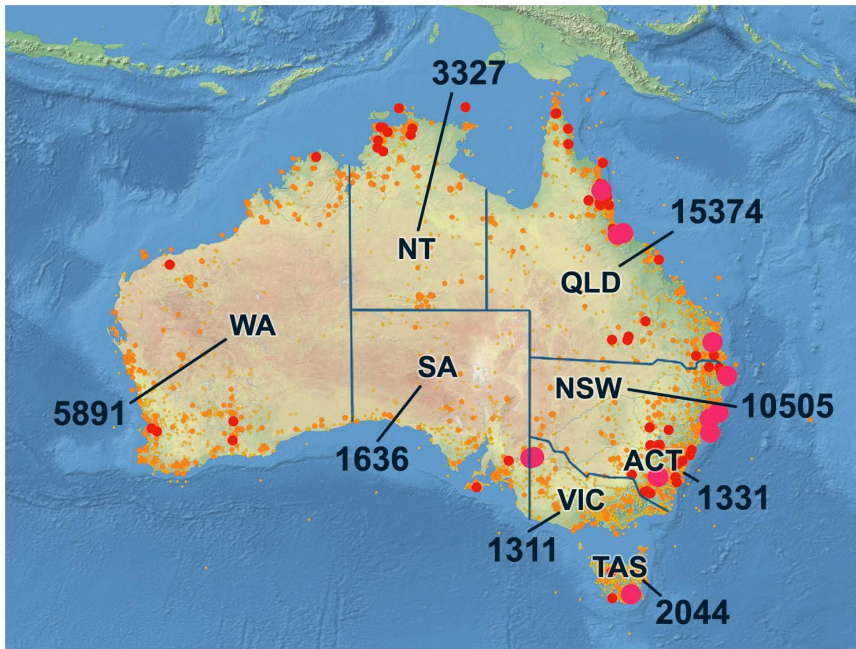 3327
15374
NT
QLD
WA
SA
NSW
5891
10505
1636
ACT
1331
VIC
1311
TAS
2044